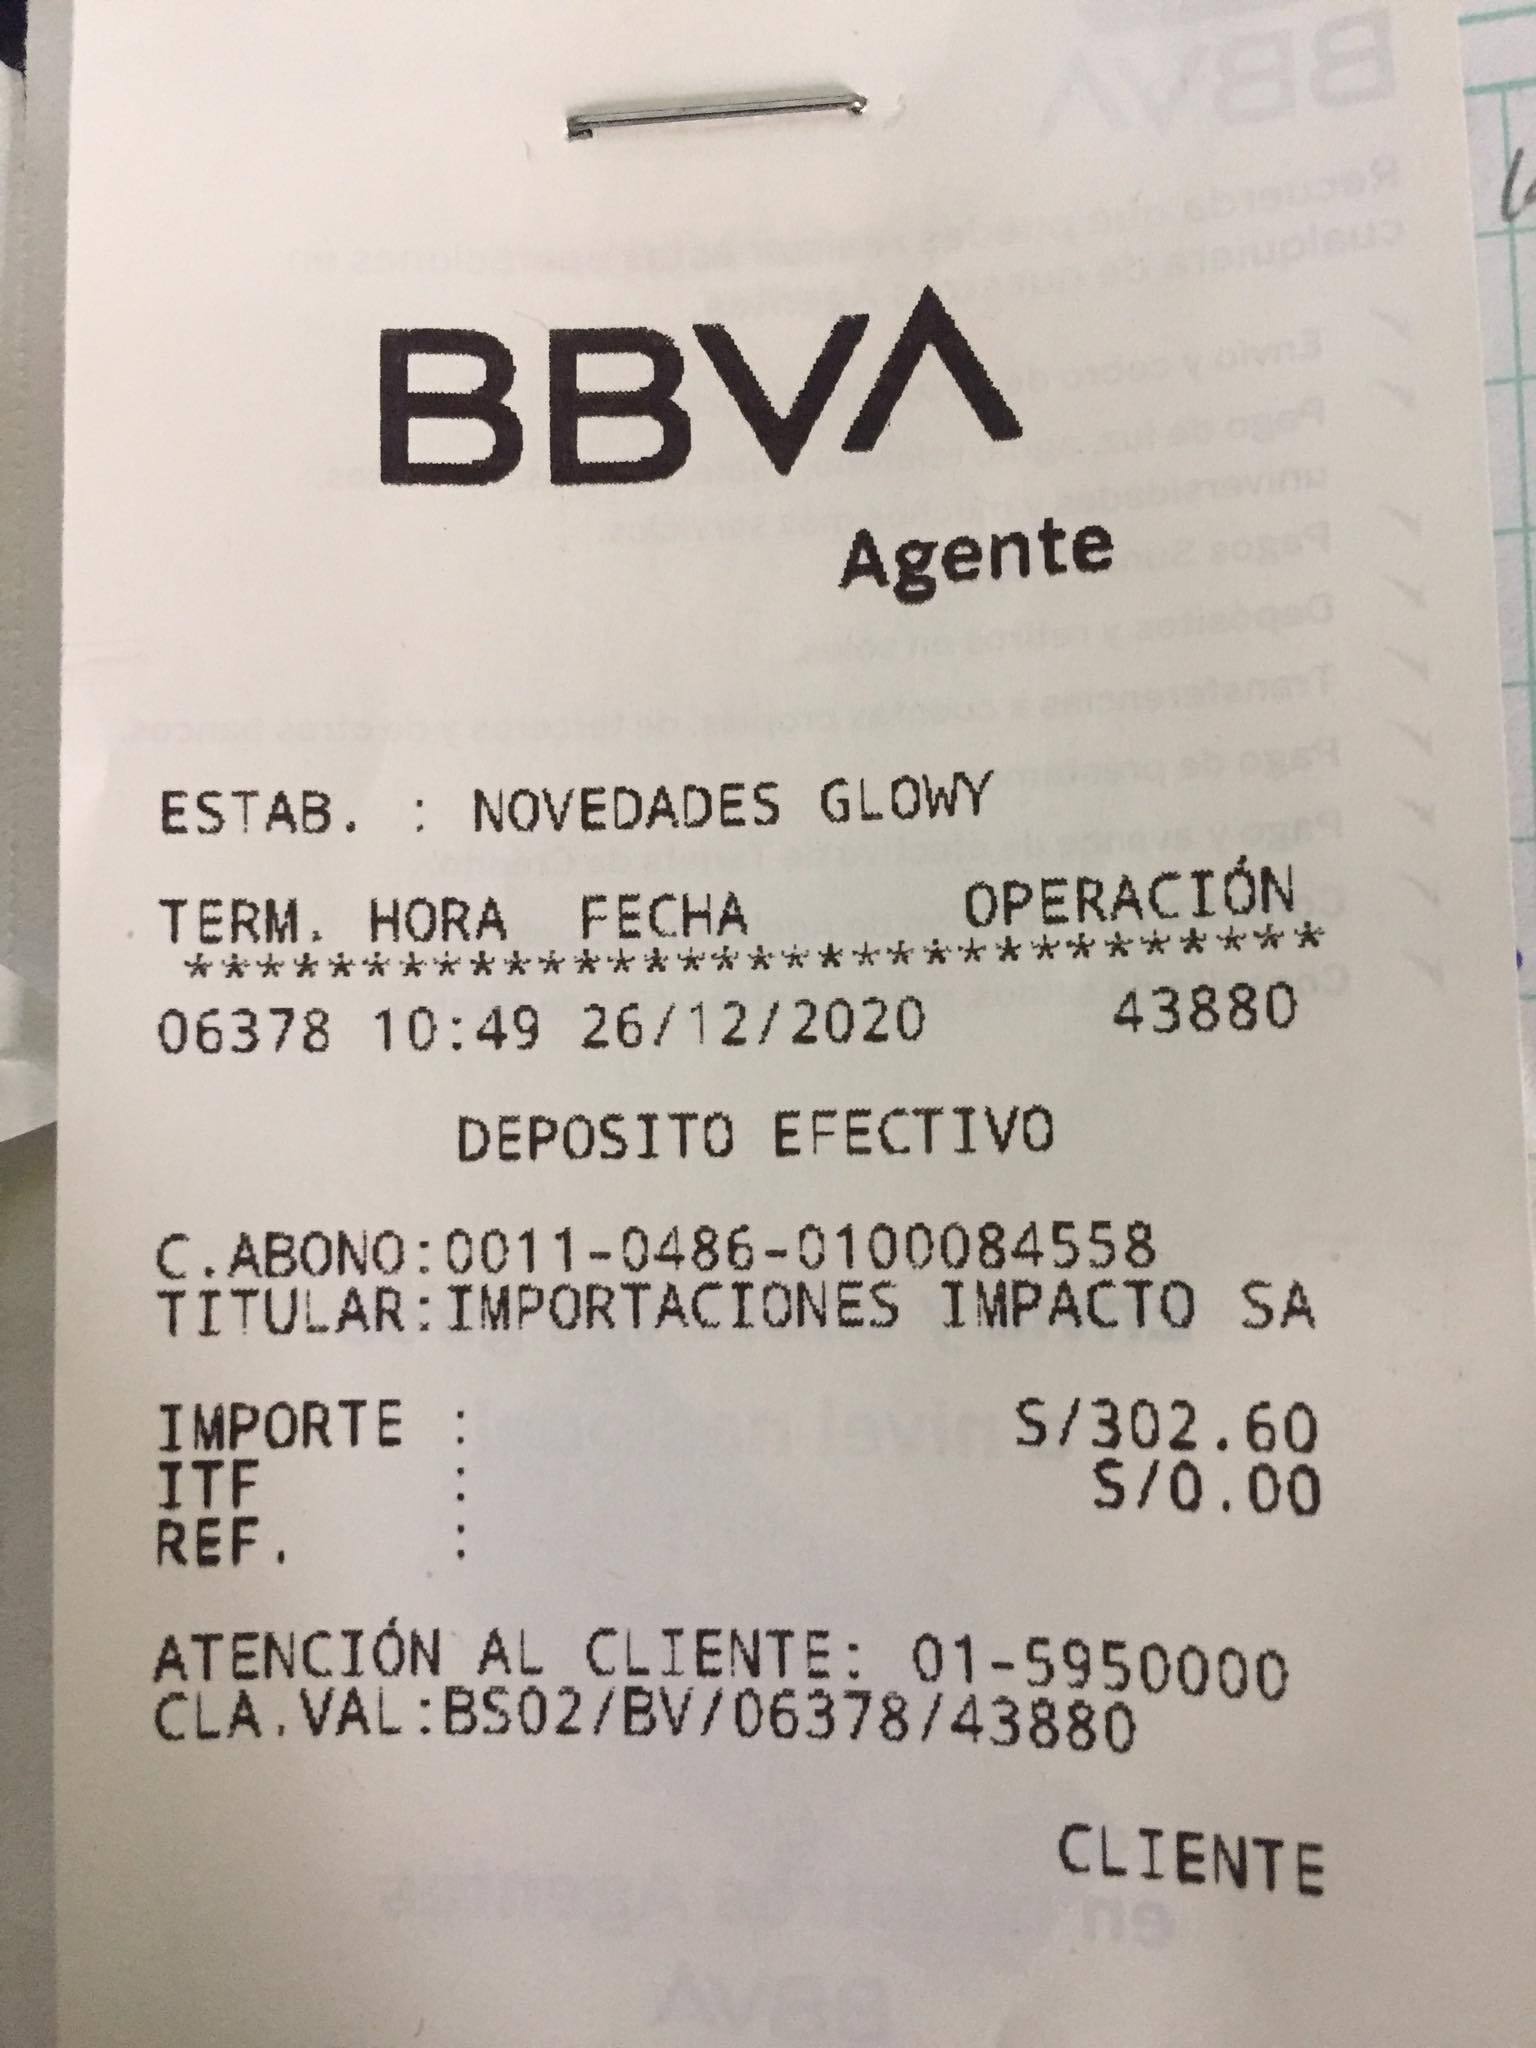 BBVA
Agente
ESTAB. : NOVEDADES GLOWY
TERM. HORA FECHA OPERACIÓN
************************************
06378 10:49 26/12/2020 43880
DEPOSITO EFECTIVO
C.ABONO:0011-0486-0100084558
TITULAR:IMPORTACIONES IMPACTO SA
IMPORTE : S/302.60
ITF : S/0.00
REF. :
ATENCIÓN AL CLIENTE: 01-5950000
CLA.VAL:BS02/BV/06378/43880
CLIENTE